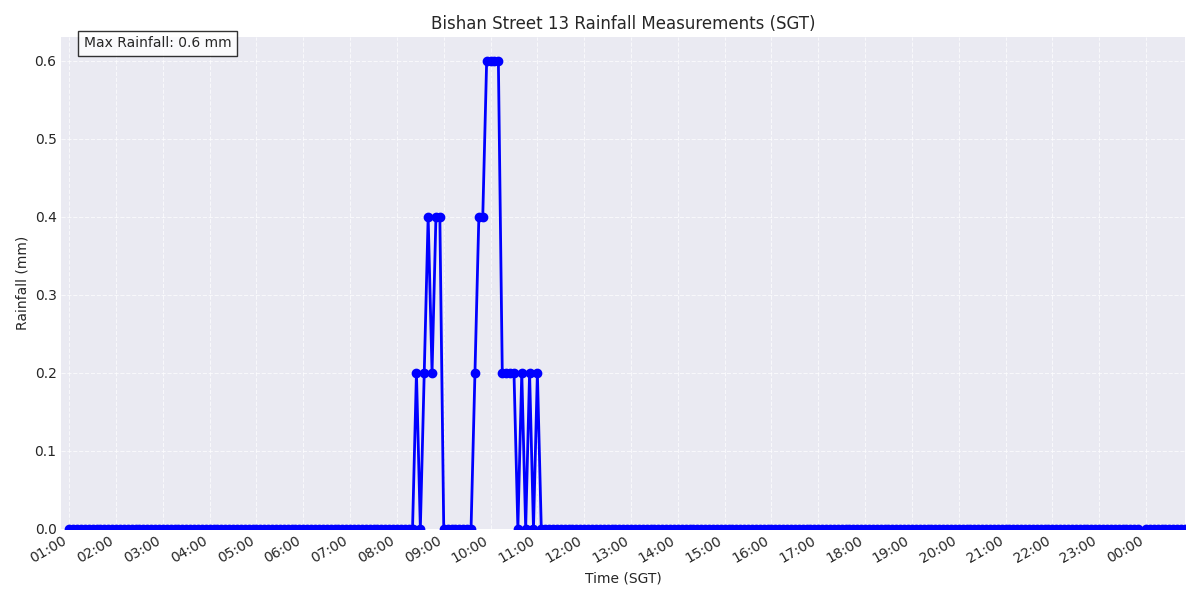 Bishan Street 13 Rainfall Measurements (SGT)
Max Rainfall: 0.6 mm
0.6
0.5
0.4
0.3
0.2
0.1
0.0
Rainfall (mm)
01:00 02:00 03:00 04:00 05:00 06:00 07:00 08:00 09:00 10:00 11:00 12:00 13:00 14:00 15:00 16:00 17:00 18:00 19:00 20:00 21:00 22:00 23:00 00:00
Time (SGT)